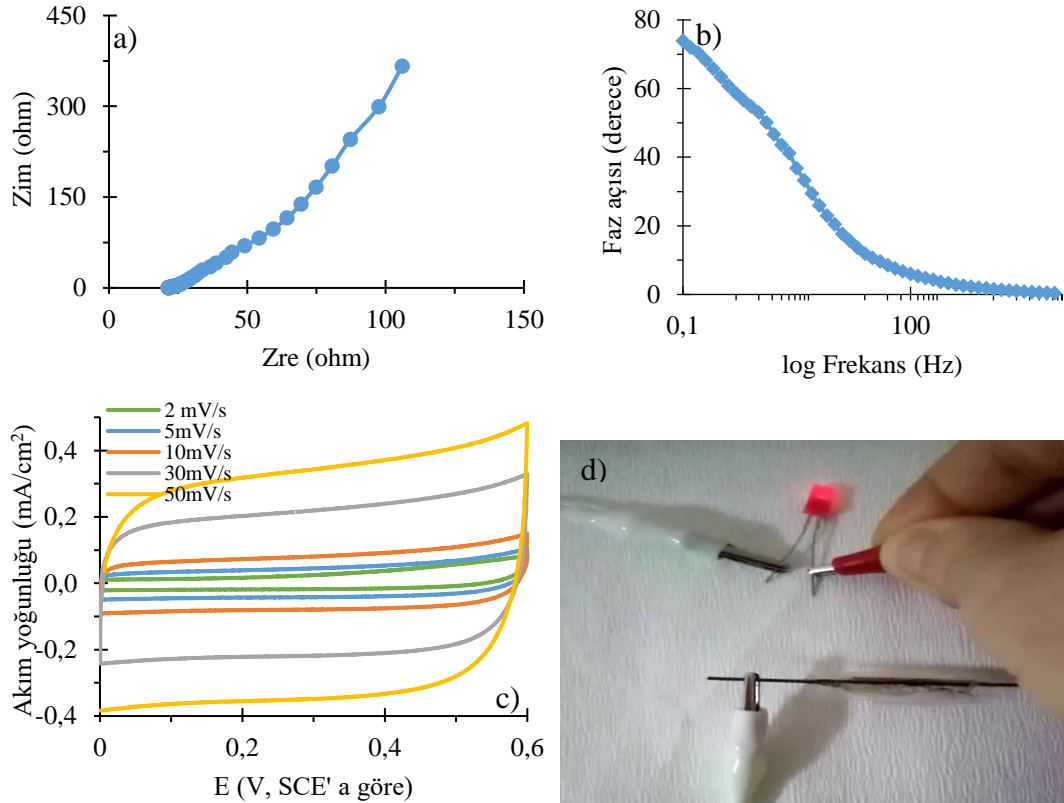 a)
450
300
150
0
0
50
100
150
Zim (ohm)
Zre (ohm)
b)
80
60
40
20
0
0,1
100
Faz açısı (derece)
log Frekans (Hz)
2 mV/s
5mV/s
10mV/s
30mV/s
50mV/s
0,4
0,2
0,0
-0,2
-0,4
0
0,2
0,4
0,6
Akım yoğunluğu (mA/cm²)
E (V, SCE' a göre)
c)
d)